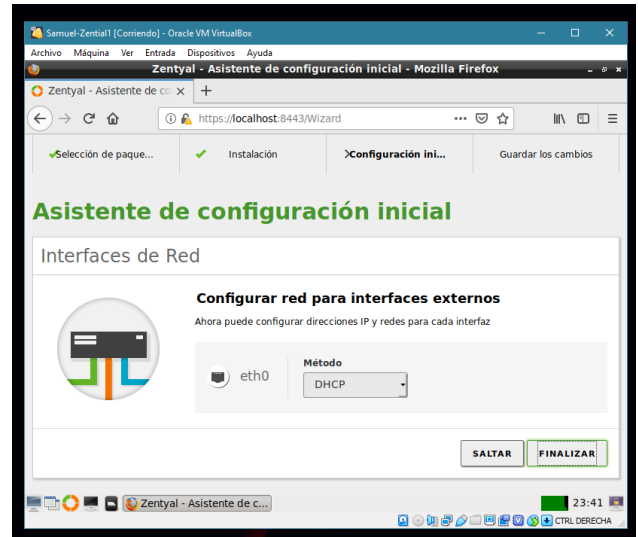 Samuel-Zential1 [Corriendo] - Oracle VM VirtualBox
Archivo Máquina Ver Entrada Dispositivos Ayuda
Zentyal - Asistente de configuración inicial - Mozilla Firefox
Zentyal - Asistente de co
https://localhost:8443/Wizard
Selección de paque...
Instalación
Configuración ini...
Guardar los cambios
Asistente de configuración inicial
Interfaces de Red
Configurar red para interfaces externos
Ahora puede configurar direcciones IP y redes para cada interfaz
eth0
Método
DHCP
SALTAR
FINALIZAR
Zentyal - Asistente de c...
23:41
CTRL DERECHA